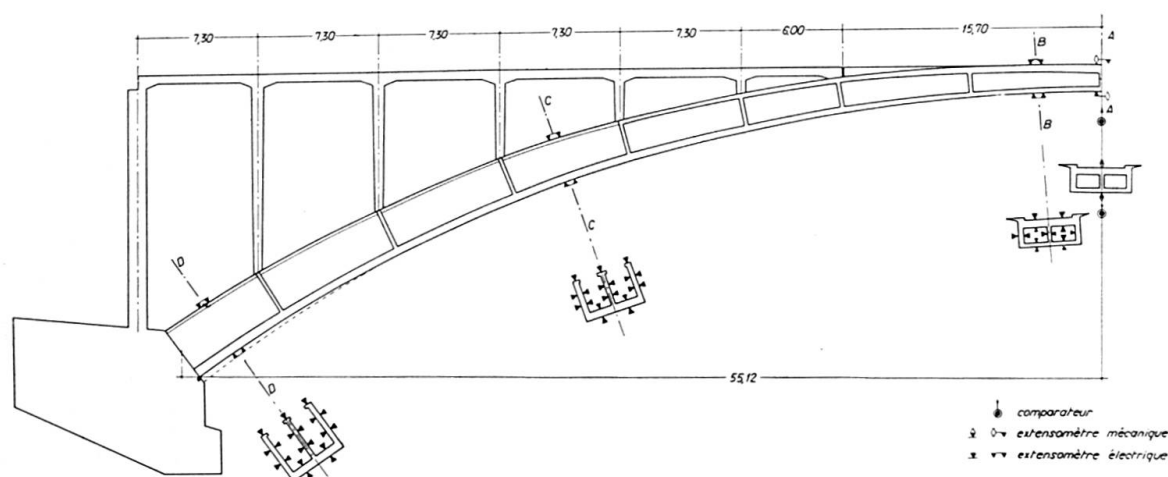 7,30 7,30 7,30 7,30 7,30 6,00 15,70
A
B
C
D
A
B
C
D
55,12
comparateur
extensomètre mécanique
extensomètre électrique